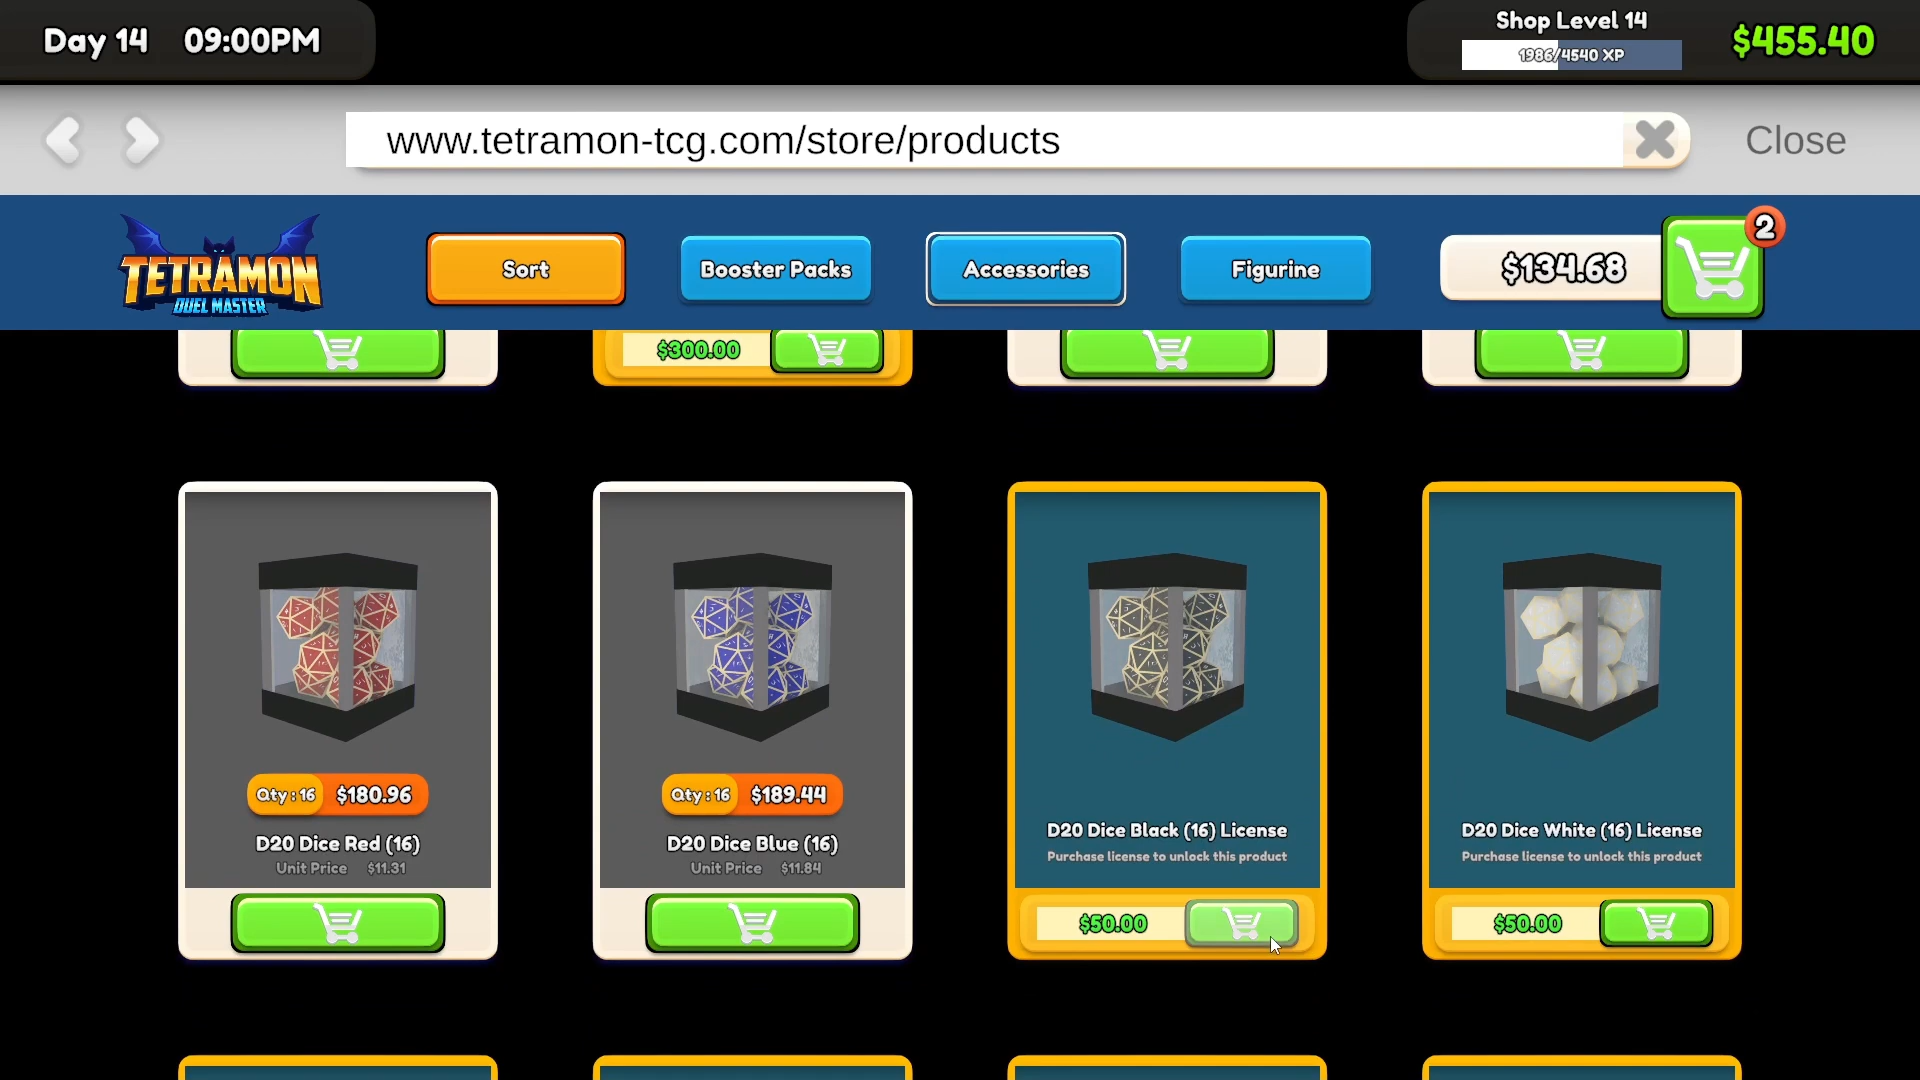 Day 14 09:00PM
Shop Level 14
1986/4540 XP
$455.40
www.tetramon-tcg.com/store/products
Close
TETRAMON
DUEL MASTER
Sort
Booster Packs
Accessories
Figurine
$134.68
2
$300.00
Qty : 16 $180.96
D20 Dice Red (16)
Unit Price $11.31
Qty : 16 $189.44
D20 Dice Blue (16)
Unit Price $11.84
D20 Dice Black (16) License
Purchase license to unlock this product
$50.00
D20 Dice White (16) License
Purchase license to unlock this product
$50.00